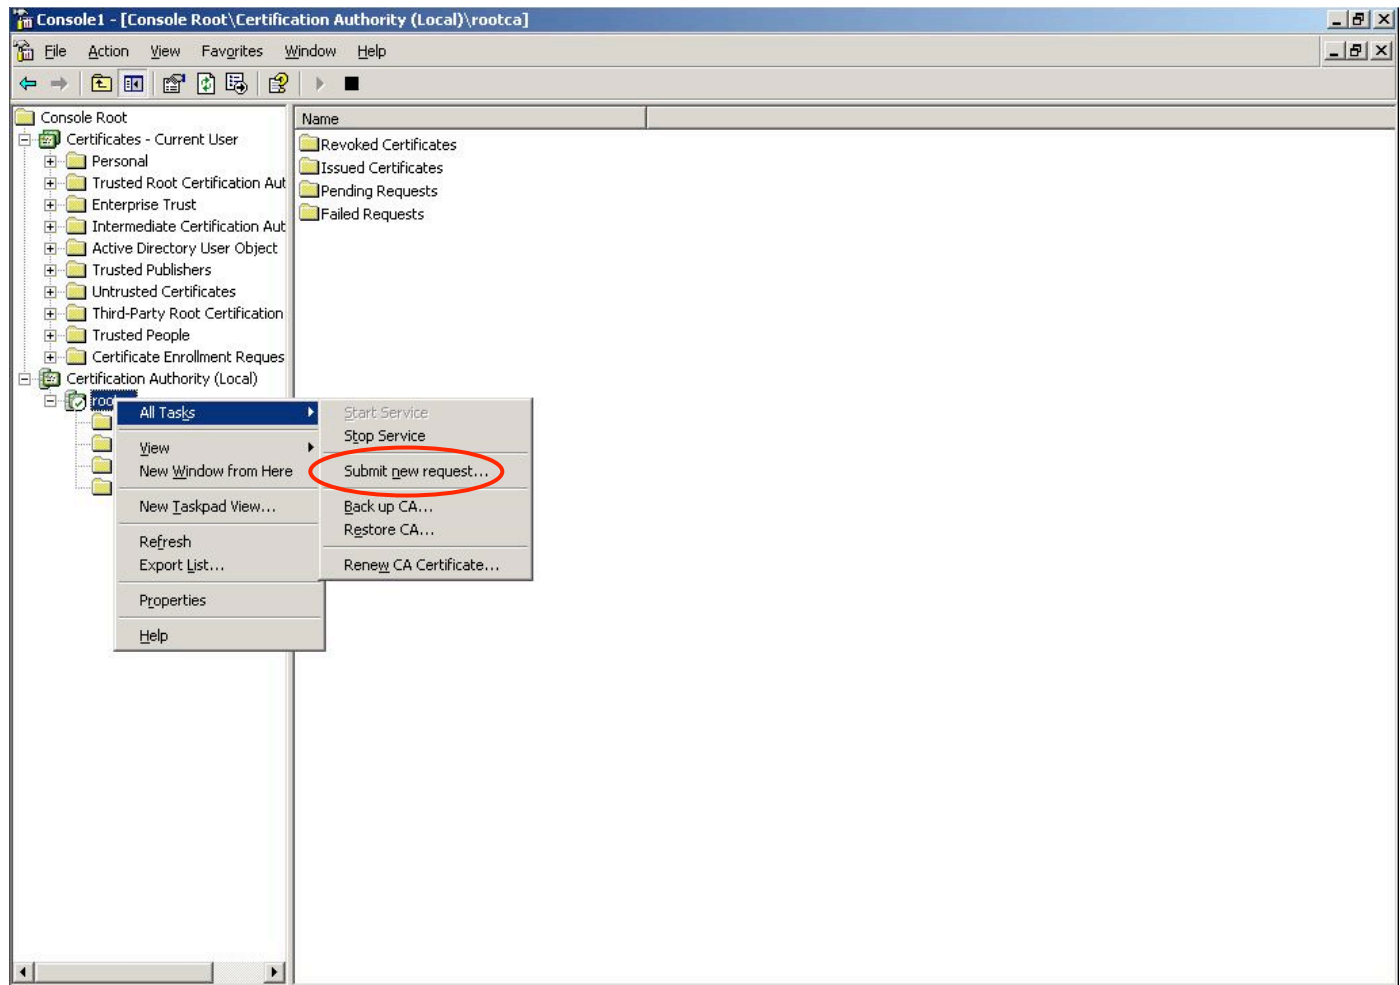 Console1 - [Console Root\Certification Authority (Local)\rootca]
File Action View Favorites Window Help
Console Root
Certificates - Current User
Personal
Trusted Root Certification Aut
Enterprise Trust
Intermediate Certification Aut
Active Directory User Object
Trusted Publishers
Untrusted Certificates
Third-Party Root Certification
Trusted People
Certificate Enrollment Reques
Certification Authority (Local)
Name
Revoked Certificates
Issued Certificates
Pending Requests
Failed Requests
All Tasks
View
New Window from Here
New Taskpad View...
Refresh
Export List...
Properties
Help
Start Service
Stop Service
Submit new request...
Back up CA...
Restore CA...
Renew CA Certificate...